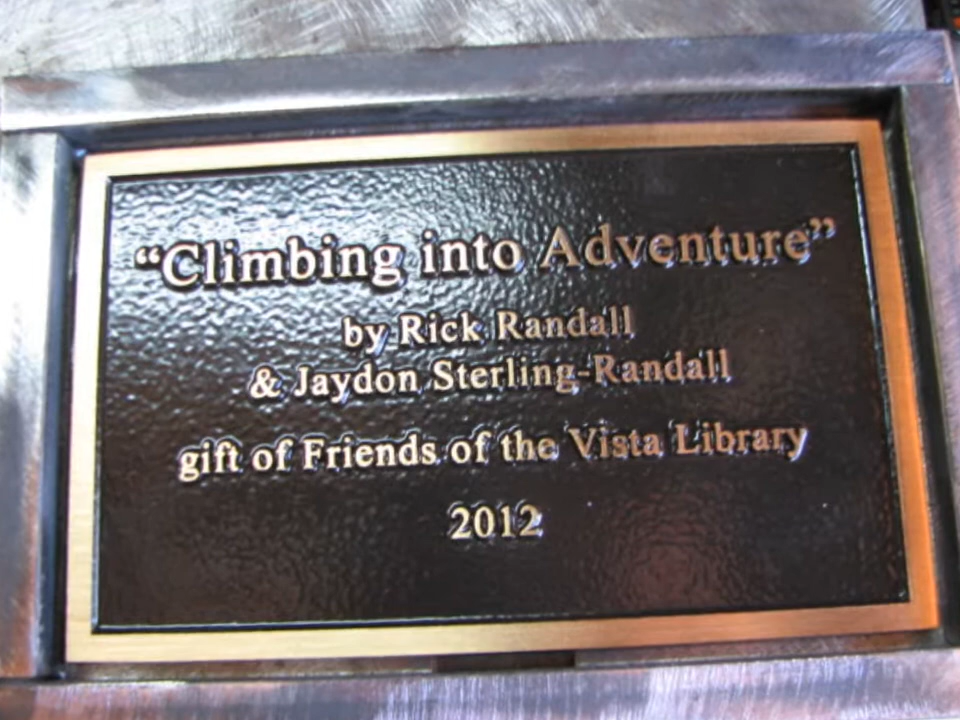 “Climbing into Adventure”
by Rick Randall
& Jaydon Sterling-Randall
gift of Friends of the Vista Library
2012